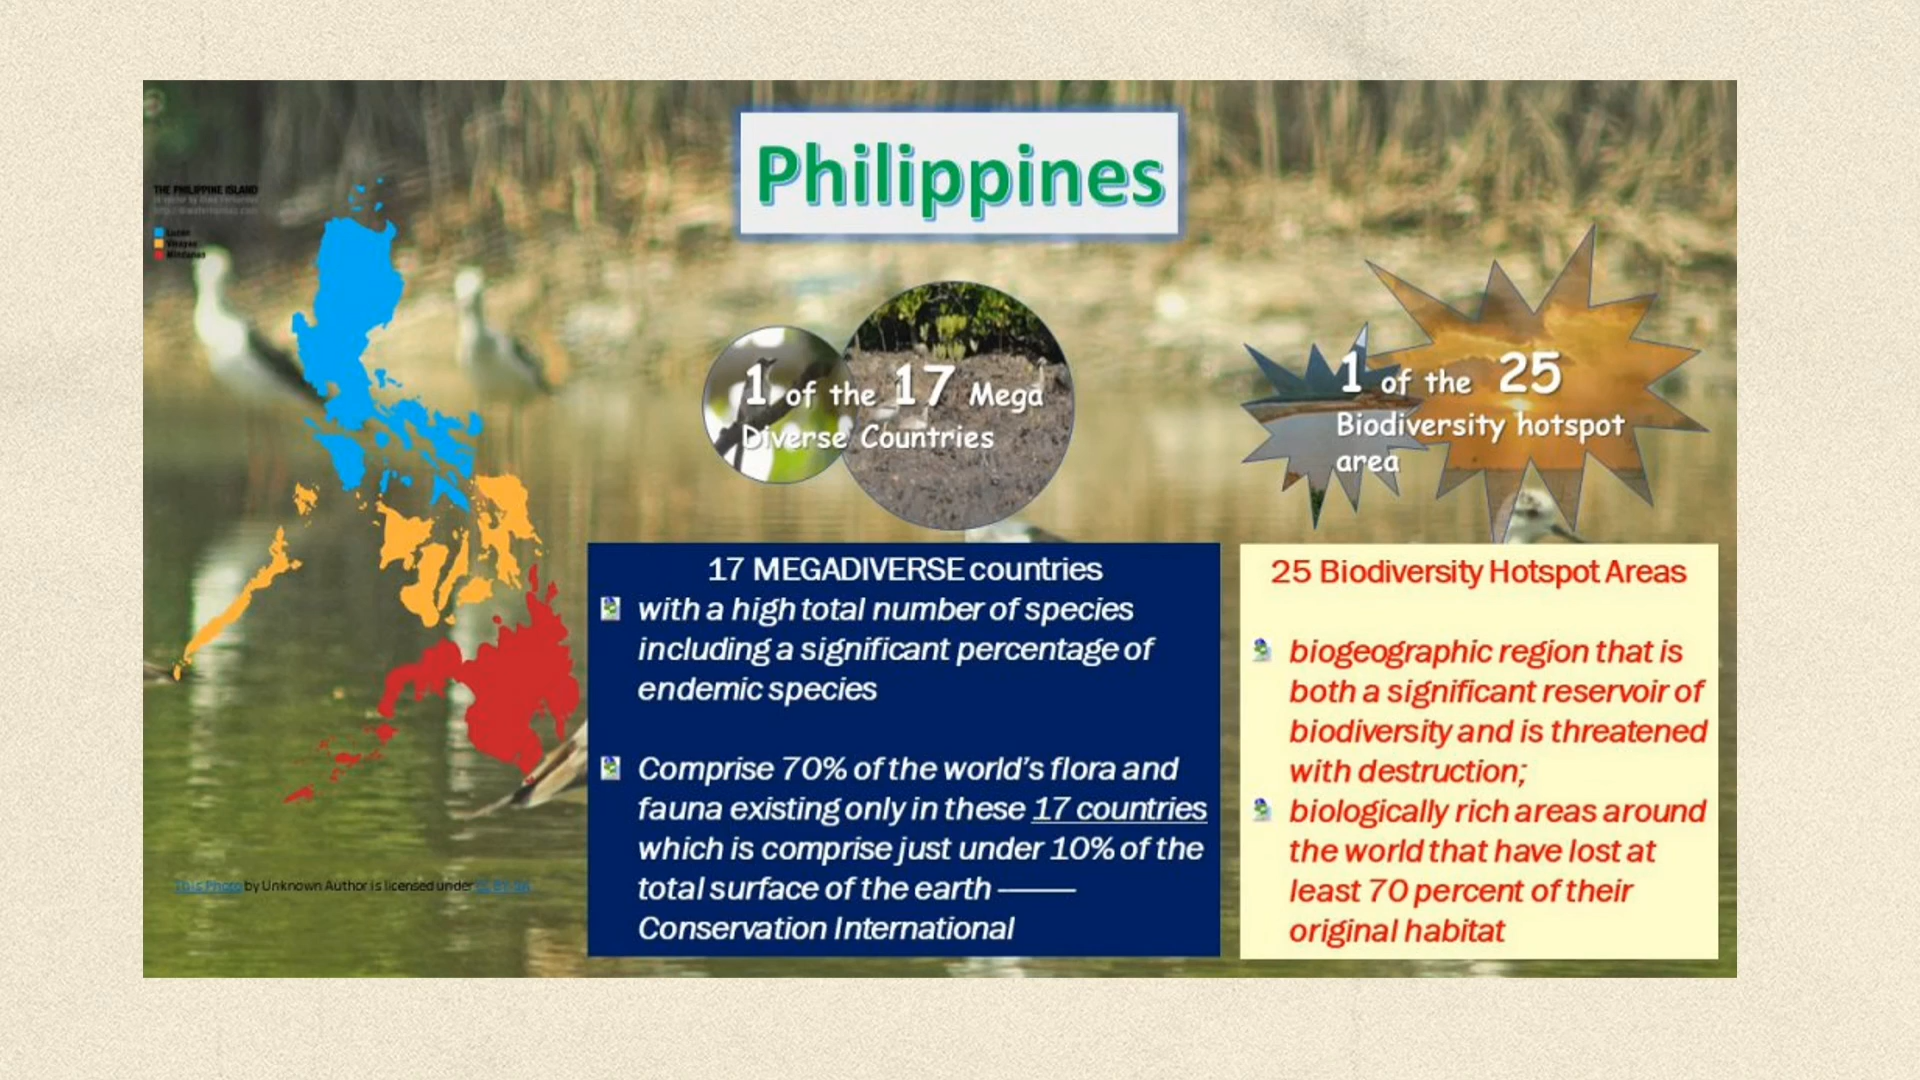 Philippines
THE PHILIPPINE ISLAND
Luzon
Visayas
Mindanao
1 of the 17 Mega
Diverse Countries
1 of the 25
Biodiversity hotspot
area
17 MEGADIVERSE countries
with a high total number of species
including a significant percentage of
endemic species
Comprise 70% of the world's flora and
fauna existing only in these 17 countries
which is comprise just under 10% of the
total surface of the earth ———
Conservation International
25 Biodiversity Hotspot Areas
biogeographic region that is
both a significant reservoir of
biodiversity and is threatened
with destruction;
biologically rich areas around
the world that have lost at
least 70 percent of their
original habitat
This Photo by Unknown Author is licensed under